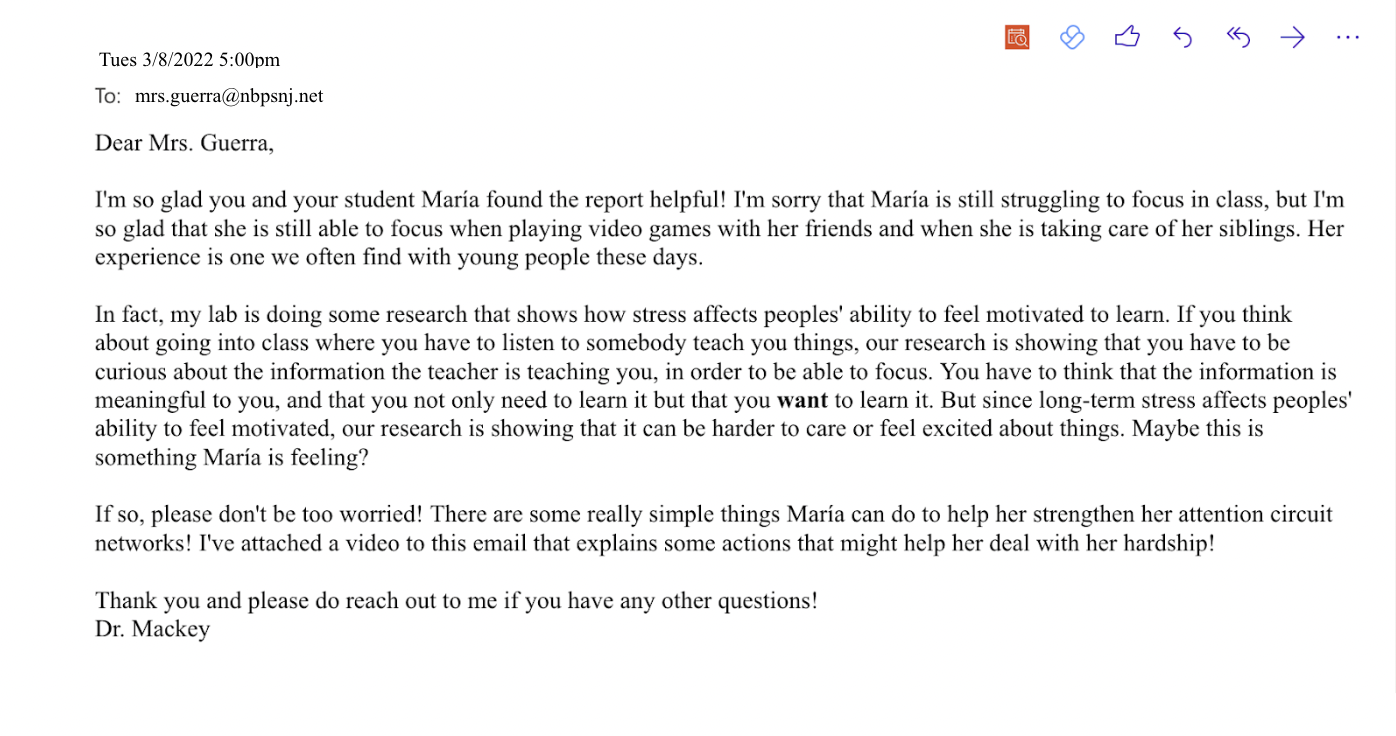 Tues 3/8/2022 5:00pm
To: mrs.guerra@nbpsnj.net
Dear Mrs. Guerra,
I'm so glad you and your student María found the report helpful! I'm sorry that María is still struggling to focus in class, but I'm
so glad that she is still able to focus when playing video games with her friends and when she is taking care of her siblings. Her
experience is one we often find with young people these days.
In fact, my lab is doing some research that shows how stress affects peoples' ability to feel motivated to learn. If you think
about going into class where you have to listen to somebody teach you things, our research is showing that you have to be
curious about the information the teacher is teaching you, in order to be able to focus. You have to think that the information is
meaningful to you, and that you not only need to learn it but that you want to learn it. But since long-term stress affects peoples'
ability to feel motivated, our research is showing that it can be harder to care or feel excited about things. Maybe this is
something María is feeling?
If so, please don't be too worried! There are some really simple things María can do to help her strengthen her attention circuit
networks! I've attached a video to this email that explains some actions that might help her deal with her hardship!
Thank you and please do reach out to me if you have any other questions!
Dr. Mackey